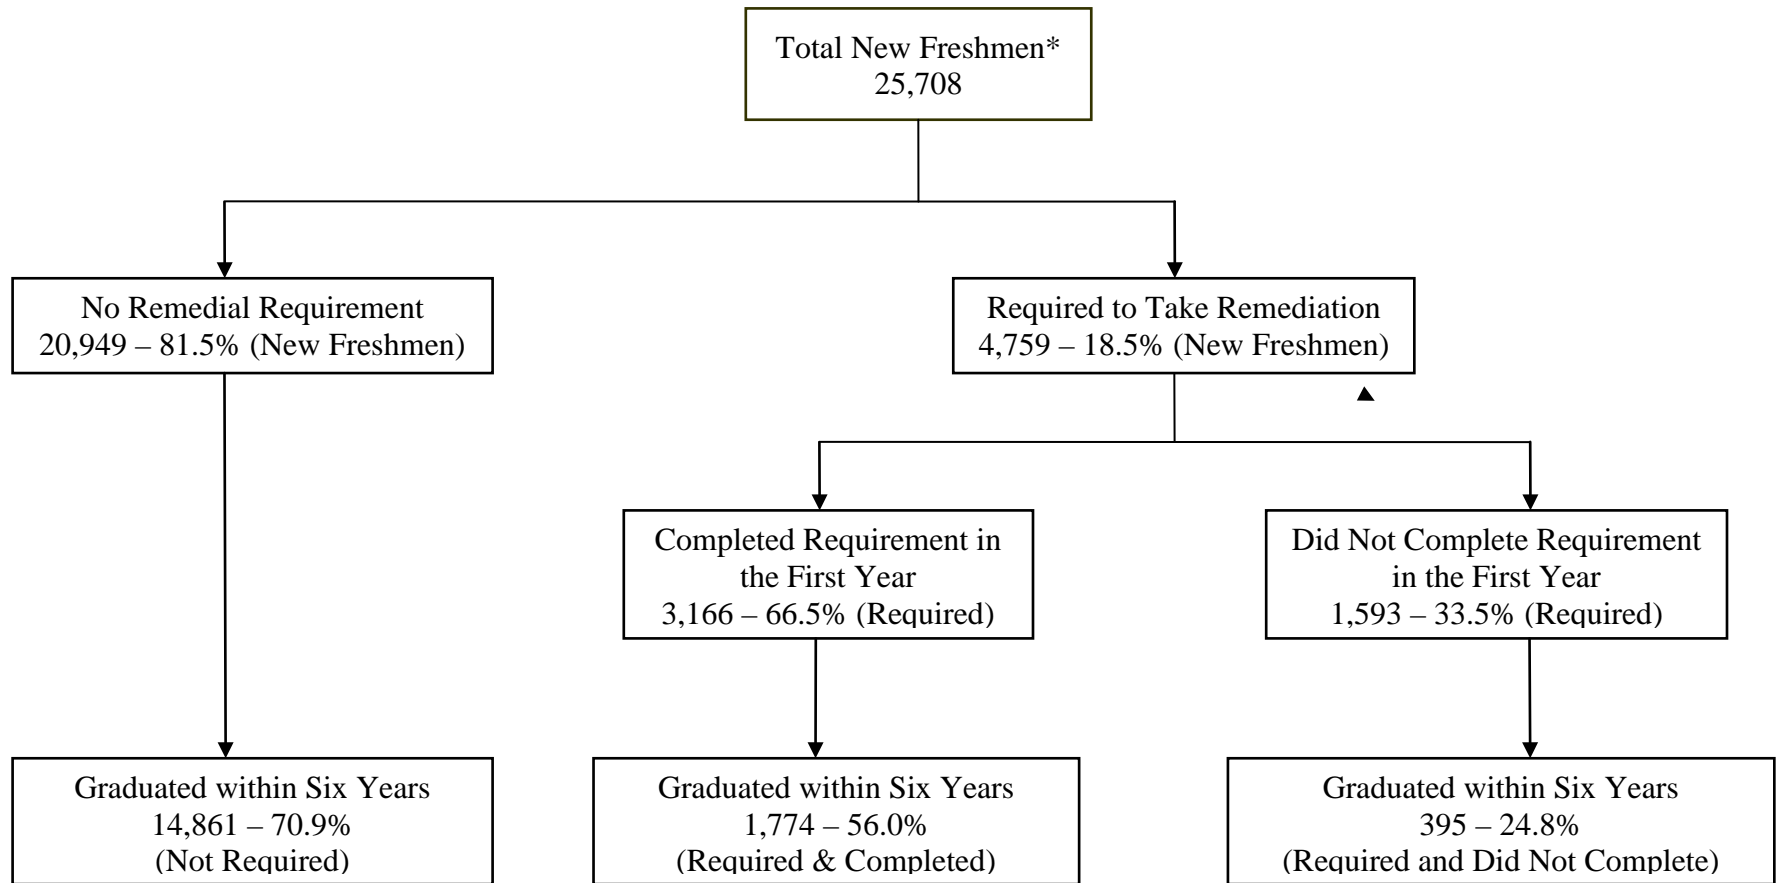 Total New Freshmen*
25,708
No Remedial Requirement
20,949 – 81.5% (New Freshmen)
Required to Take Remediation
4,759 – 18.5% (New Freshmen)
Completed Requirement in
the First Year
3,166 – 66.5% (Required)
Did Not Complete Requirement
in the First Year
1,593 – 33.5% (Required)
Graduated within Six Years
14,861 – 70.9%
(Not Required)
Graduated within Six Years
1,774 – 56.0%
(Required & Completed)
Graduated within Six Years
395 – 24.8%
(Required and Did Not Complete)